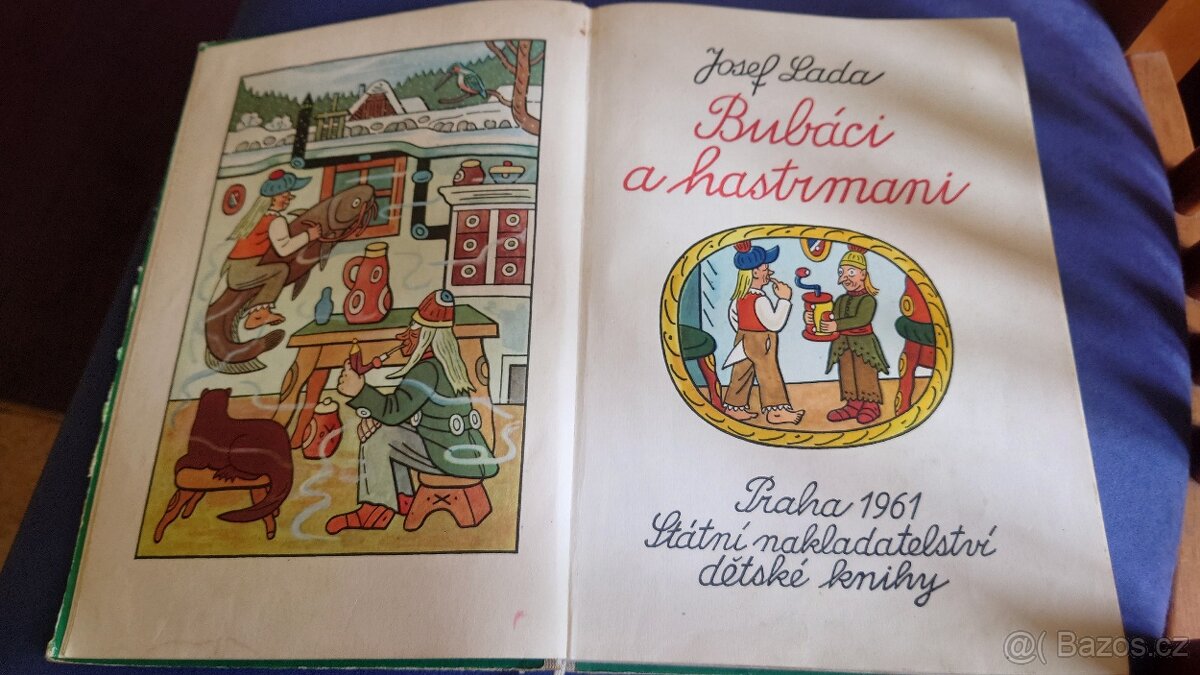 Josef Lada
Bubáci
a hastrmani
Praha 1961
Státní nakladatelství
dětské knihy
@( Bazos.cz